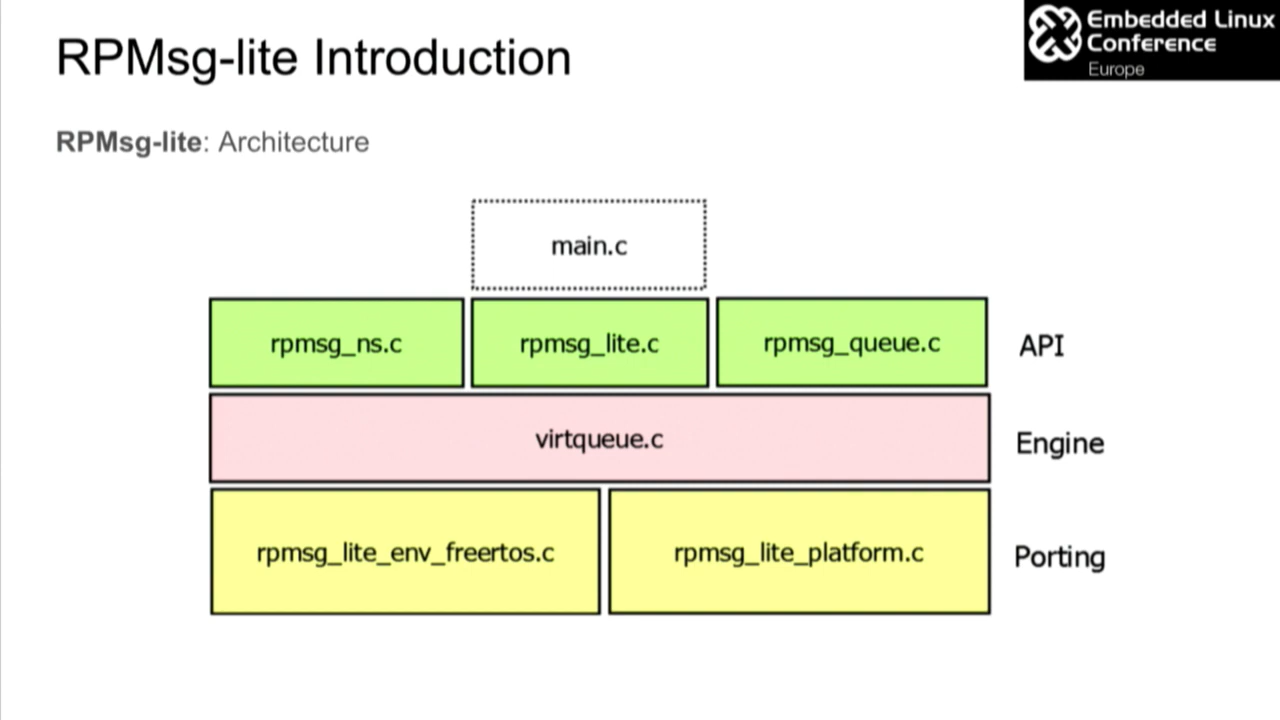 RPMsg-lite Introduction
Embedded Linux
Conference
Europe
RPMsg-lite: Architecture
main.c
rpmsg_ns.c
rpmsg_lite.c
rpmsg_queue.c
API
virtqueue.c
Engine
rpmsg_lite_env_freertos.c
rpmsg_lite_platform.c
Porting